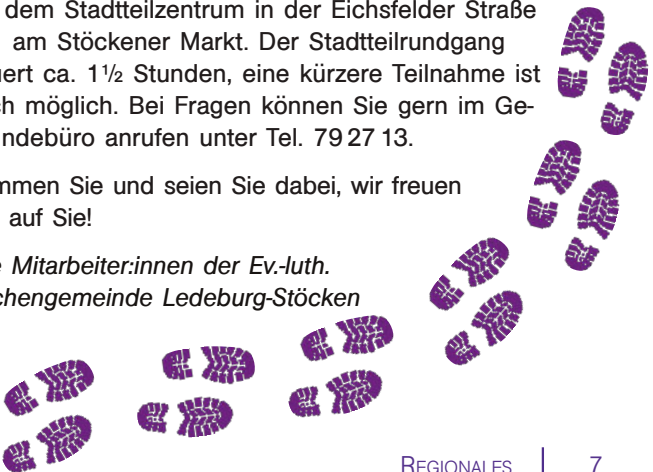 dem Stadtteilzentrum in der Eichsfelder Straße
am Stöckener Markt. Der Stadtteilrundgang
uert ca. 1½ Stunden, eine kürzere Teilnahme ist
ch möglich. Bei Fragen können Sie gern im Ge-
ndebüro anrufen unter Tel. 79 27 13.
mmen Sie und seien Sie dabei, wir freuen
auf Sie!
e Mitarbeiter:innen der Ev.-luth.
chengemeinde Ledeburg-Stöcken
REGIONALES | 7